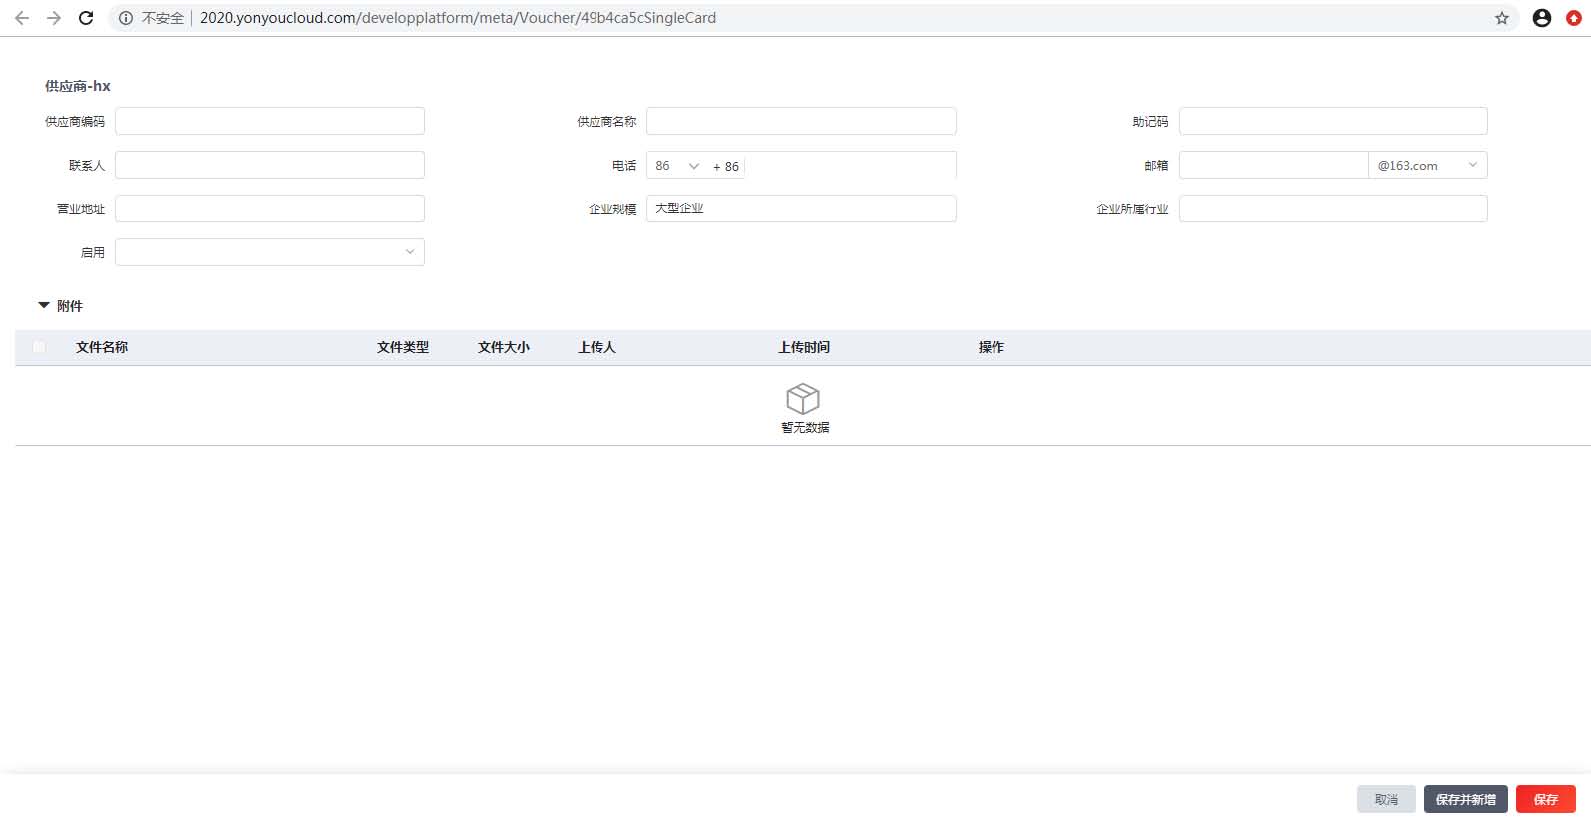 不安全 2020.yonyoucloud.com/developplatform/meta/Voucher/49b4ca5cSingleCard
供应商-hx
供应商编码 供应商名称 助记码
联系人 电话 86 + 86 邮箱 @163.com
营业地址 企业规模 大型企业 企业所属行业
启用
附件
文件名称 文件类型 文件大小 上传人 上传时间 操作
暂无数据
取消 保存并新增 保存